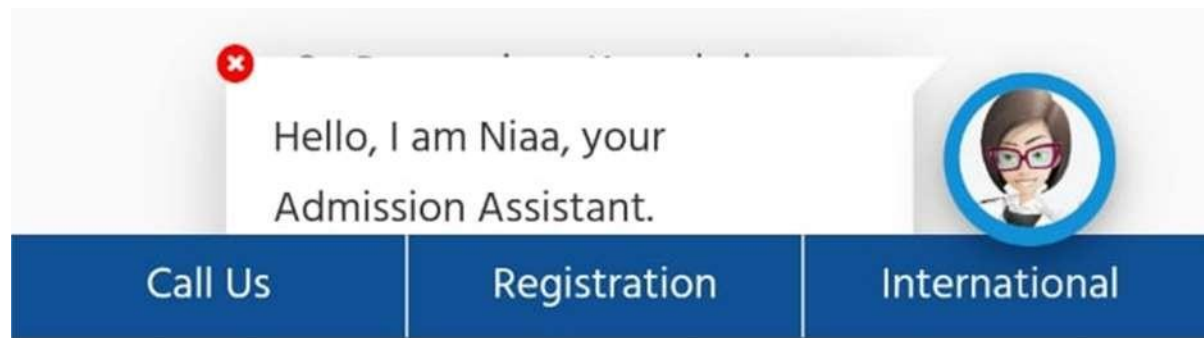 Hello, I am Niaa, your
Admission Assistant.
Call Us
Registration
International